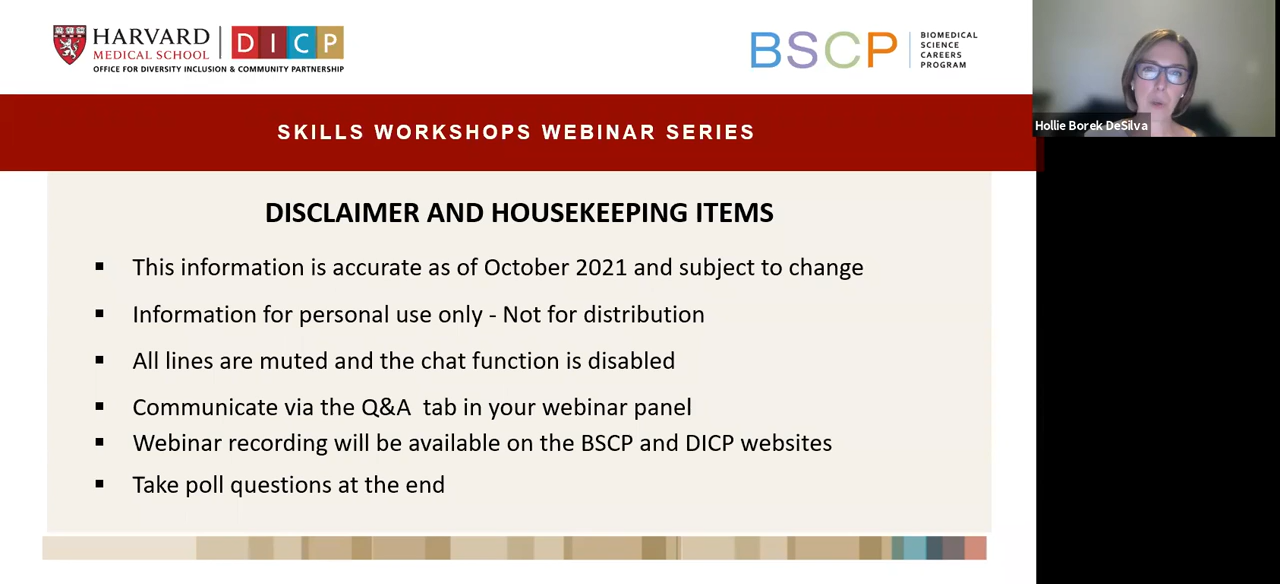 HARVARD
MEDICAL SCHOOL
DICP
OFFICE FOR DIVERSITY INCLUSION & COMMUNITY PARTNERSHIP
BSCP
BIOMEDICAL
SCIENCE
CAREERS
PROGRAM
Hollie Borek DeSilva
SKILLS WORKSHOPS WEBINAR SERIES
DISCLAIMER AND HOUSEKEEPING ITEMS
▪ This information is accurate as of October 2021 and subject to change
▪ Information for personal use only - Not for distribution
▪ All lines are muted and the chat function is disabled
▪ Communicate via the Q&A tab in your webinar panel
▪ Webinar recording will be available on the BSCP and DICP websites
▪ Take poll questions at the end